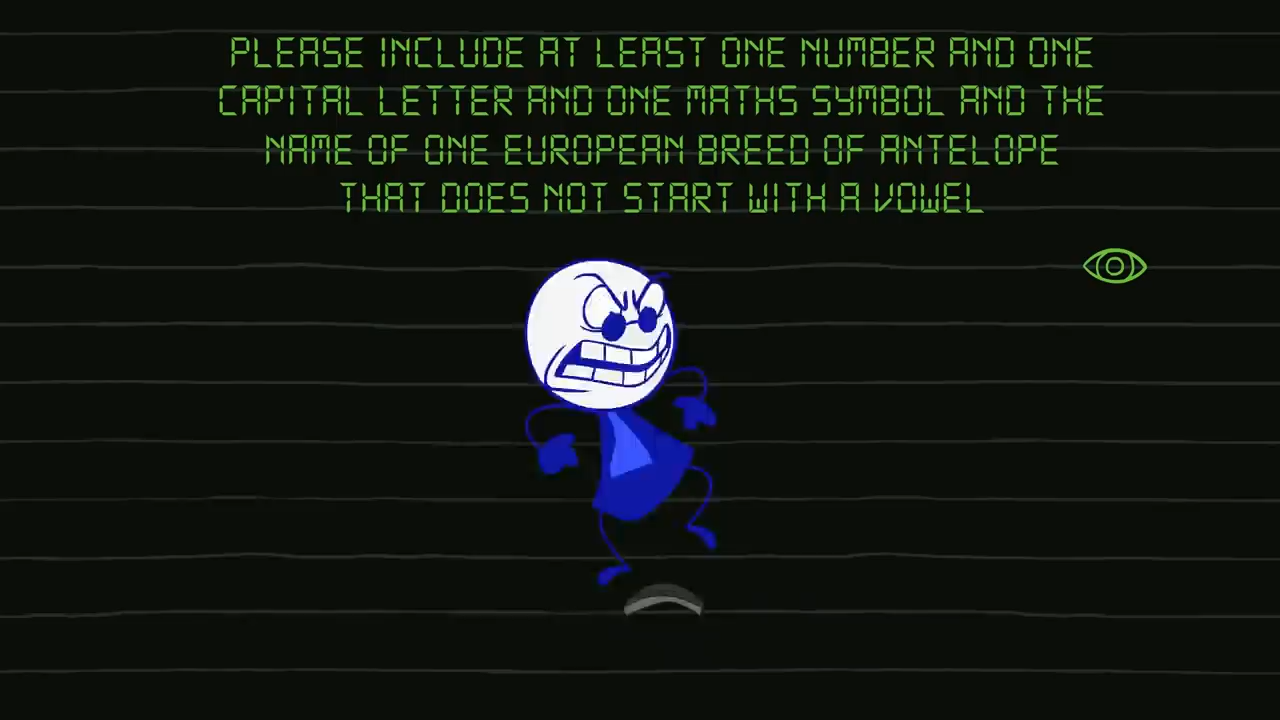 PLEASE INCLUDE AT LEAST ONE NUMBER AND ONE
CAPITAL LETTER AND ONE MATHS SYMBOL AND THE
NAME OF ONE EUROPEAN BREED OF ANTELOPE
THAT DOES NOT START WITH A VOWEL